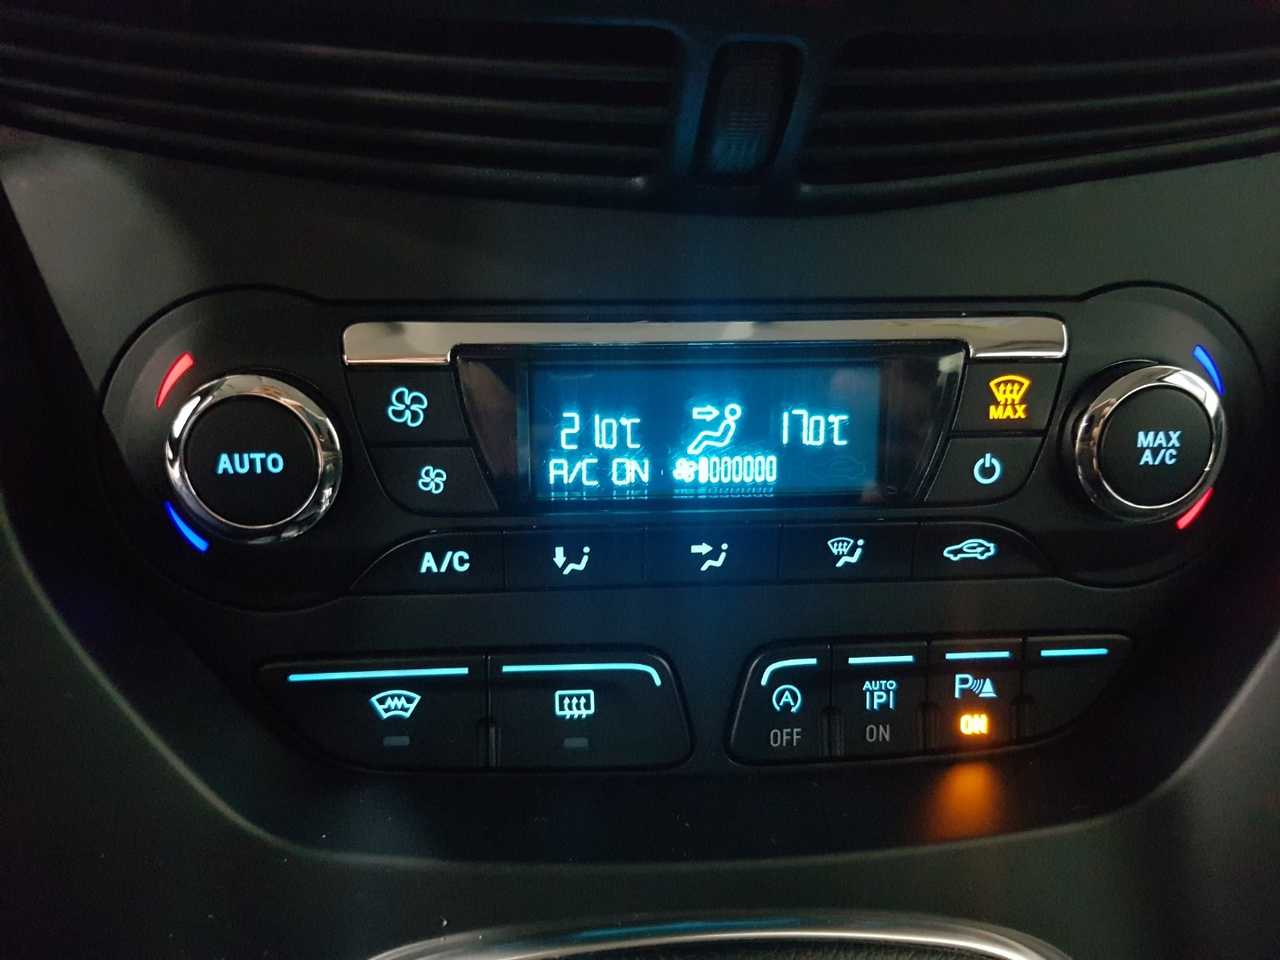 21.0°C 17.0°C
A/C ON
MAX
AUTO
MAX
A/C
A/C
A
OFF
AUTO
P
ON
P
ON